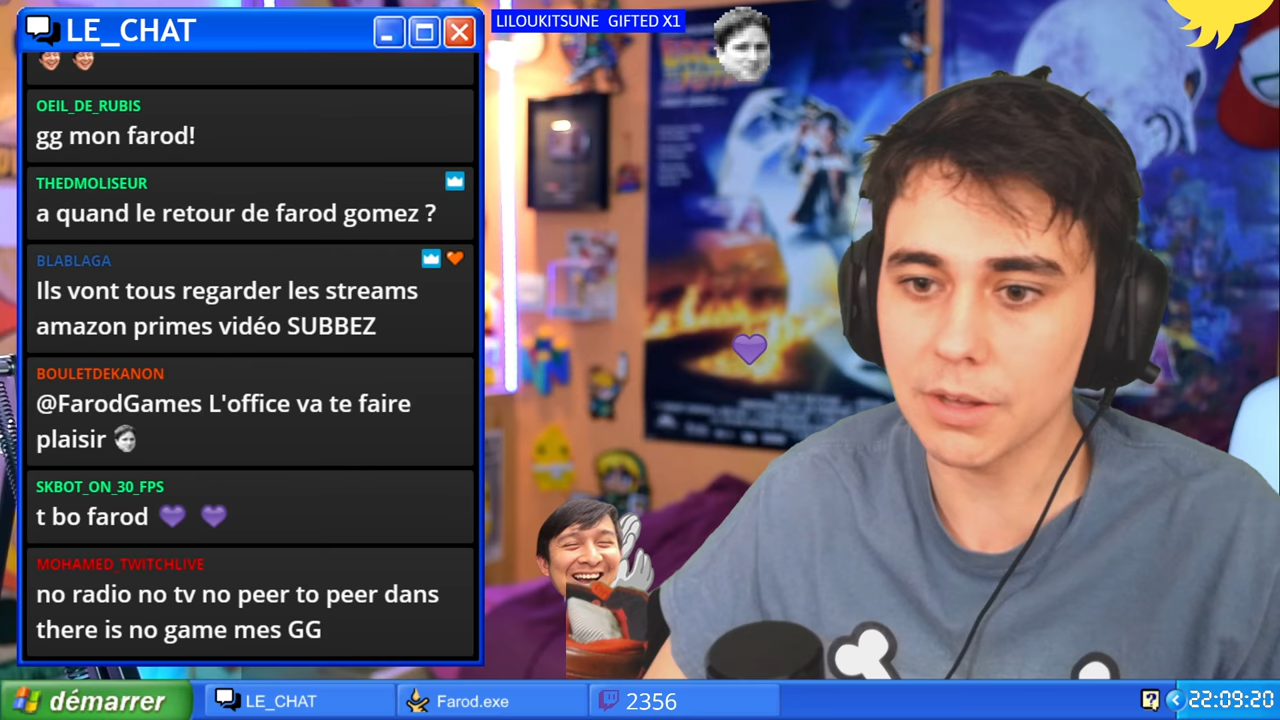 LE_CHAT
LILOUKITSUNE GIFTED X1
OEIL_DE_RUBIS
gg mon farod!
THEDMOLISEUR
a quand le retour de farod gomez ?
BLABLAGA
Ils vont tous regarder les streams
amazon primes vidéo SUBBEZ
BOULETDEKANON
@FarodGames L'office va te faire
plaisir
SKBOT_ON_30_FPS
t bo farod
MOHAMED_TWITCHLIVE
no radio no tv no peer to peer dans
there is no game mes GG
démarrer
LE_CHAT
Farod.exe
2356
22:09:20